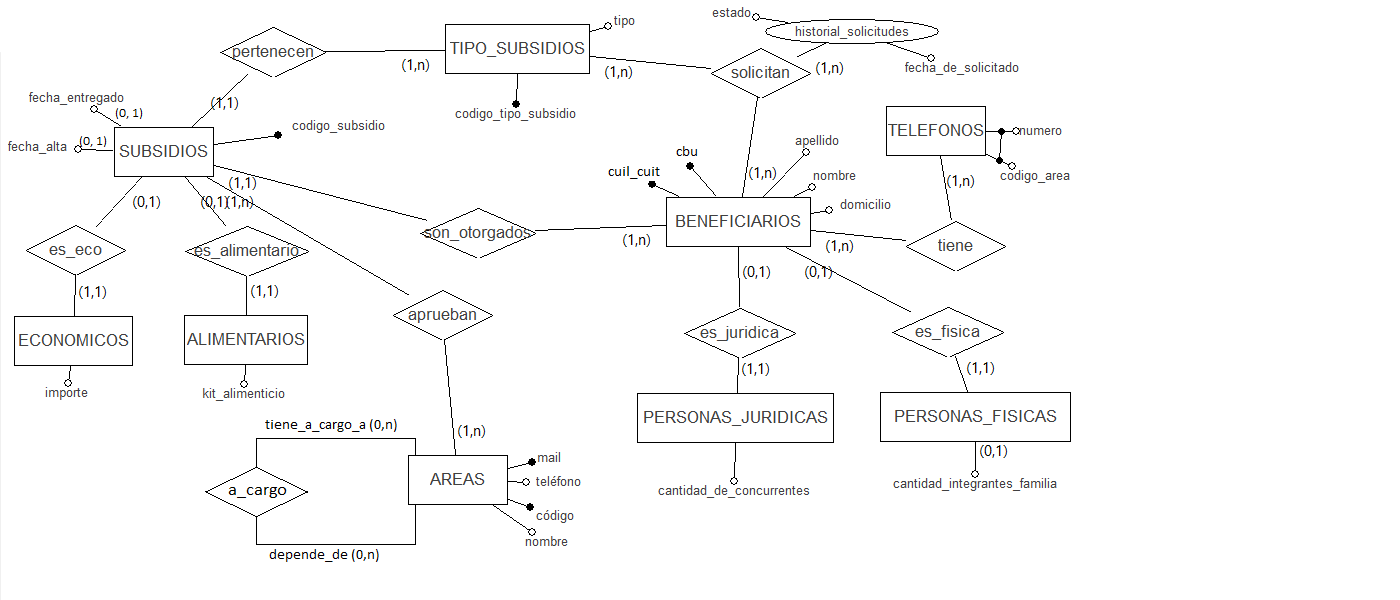 estado
historial_solicitudes
tipo
pertenecen
TIPO_SUBSIDIOS
(1,n)
(1,n)
solicitan
(1,n)
fecha_de_solicitado
codigo_tipo_subsidio
fecha_entregado
(0, 1)
(1,1)
codigo_subsidio
fecha_alta
(0, 1)
SUBSIDIOS
TELEFONOS
numero
codigo_area
(1,n)
apellido
cbu
cuil_cuit
(1,n)
nombre
domicilio
BENEFICIARIOS
(1,1)
(0,1)
(0,1)
(1,n)
son_otorgados
(1,n)
(1,n)
tiene
es_eco
es_alimentario
(0,1)
(0,1)
(1,1)
(1,1)
aprueban
es_juridica
es_fisica
ECONOMICOS
ALIMENTARIOS
(1,1)
(1,1)
importe
kit_alimenticio
PERSONAS_JURIDICAS
PERSONAS_FISICAS
tiene_a_cargo_a (0,n)
(1,n)
(0,1)
mail
AREAS
teléfono
a_cargo
código
nombre
cantidad_de_concurrentes
cantidad_integrantes_familia
depende_de (0,n)